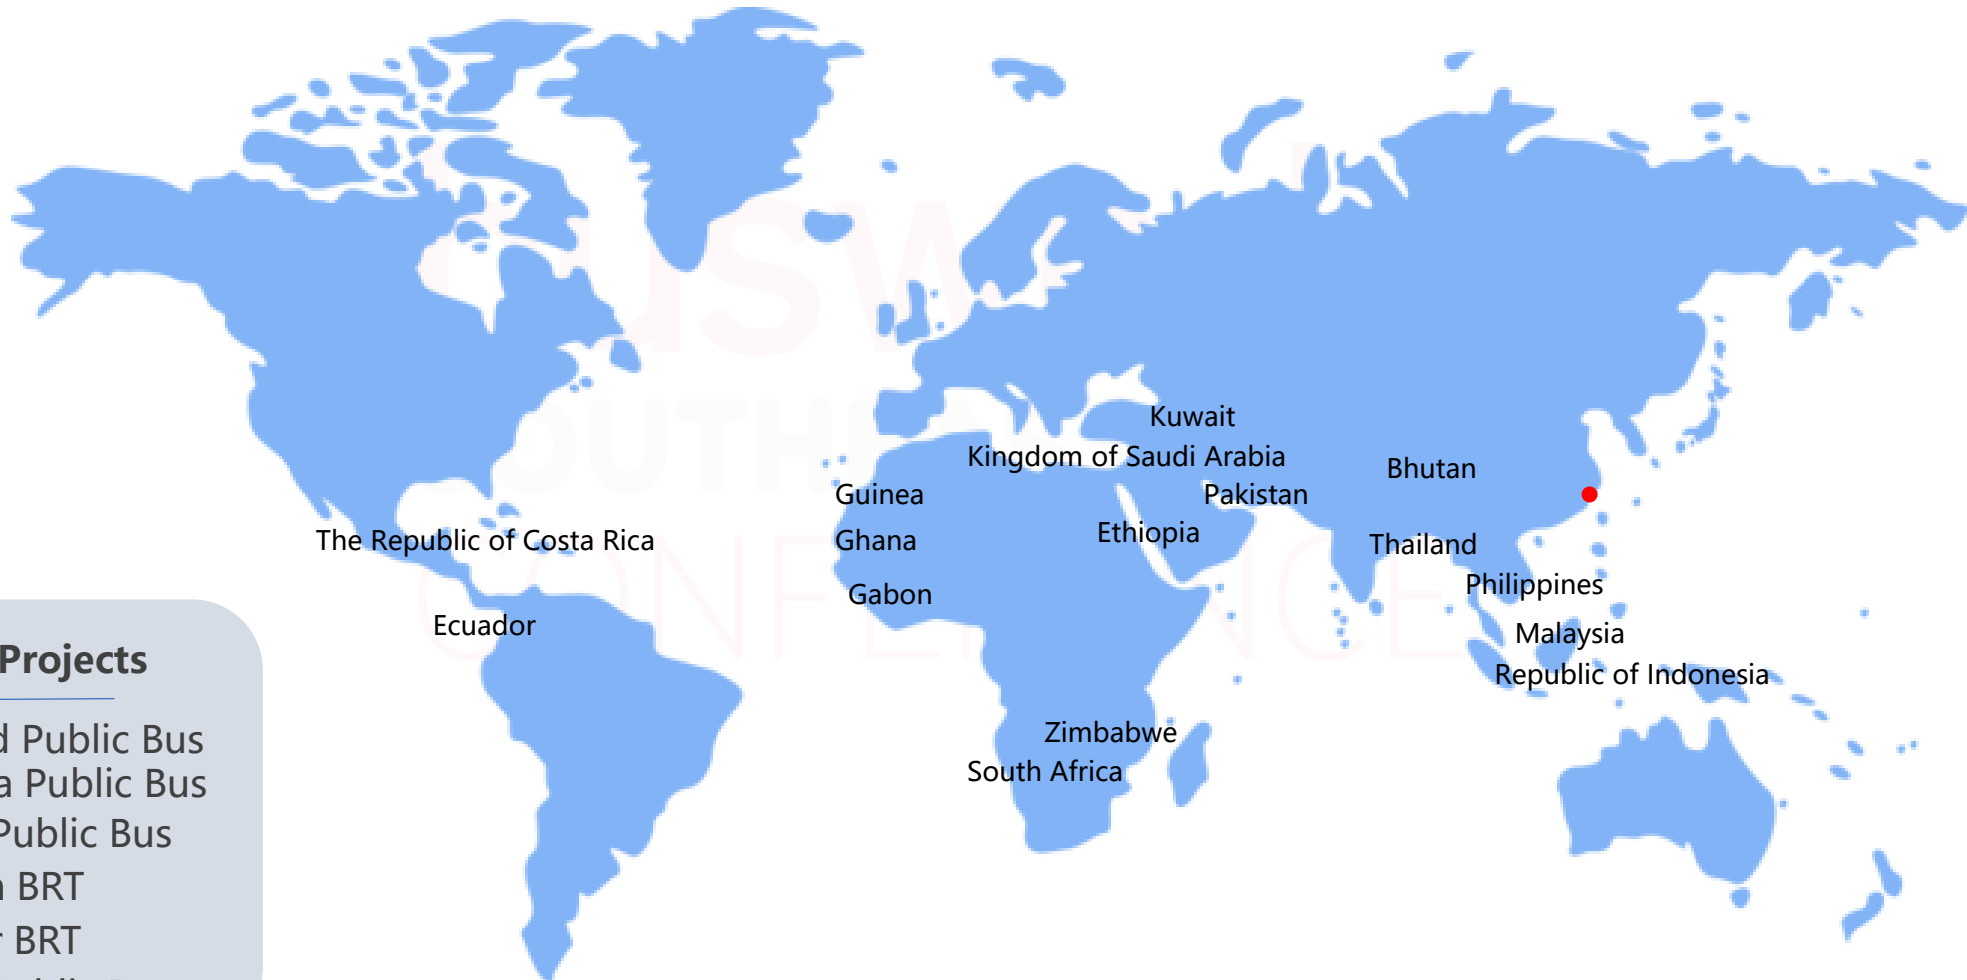 Kuwait
Kingdom of Saudi Arabia
Bhutan
Guinea
Pakistan
The Republic of Costa Rica
Ghana
Ethiopia
Thailand
Gabon
Philippines
Ecuador
Malaysia
Republic of Indonesia
Zimbabwe
South Africa
Projects
Public Bus
Public Bus
Public Bus
BRT
BRT
CONFERENCE